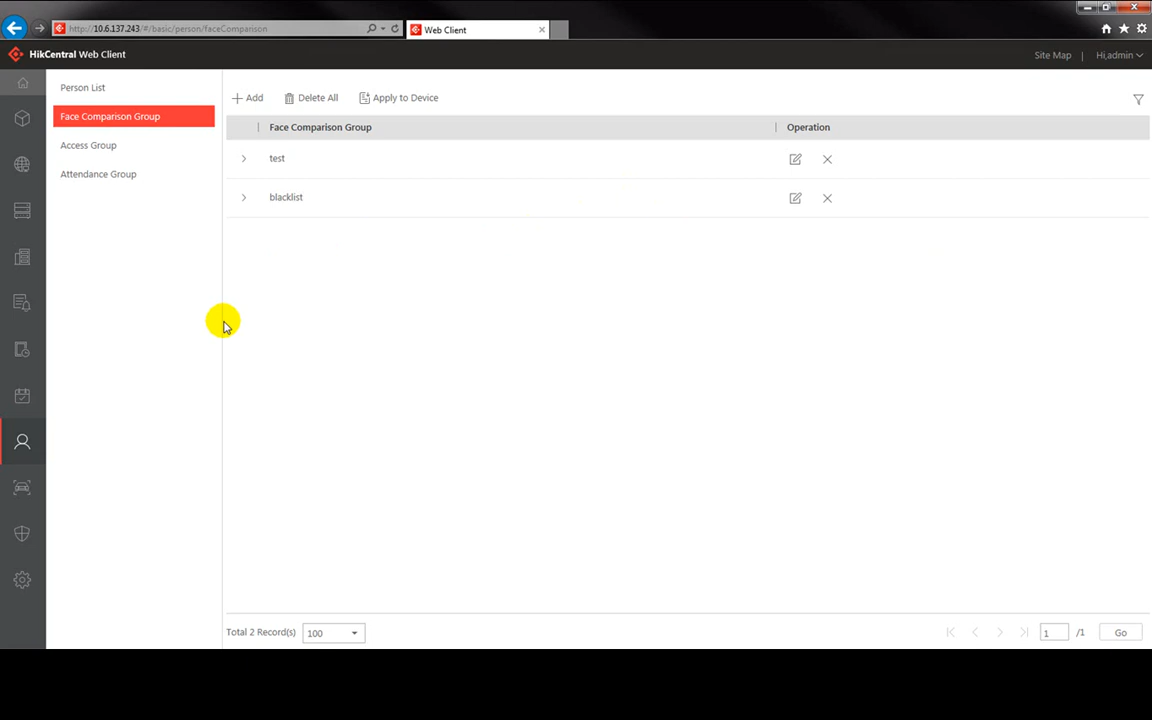 http://10.6.137.243/#/basic/person/faceComparison
Web Client
HikCentral Web Client
Site Map | Hi,admin
Person List
Face Comparison Group
Access Group
Attendance Group
Add Delete All Apply to Device
Face Comparison Group Operation
test
blacklist
Total 2 Record(s) 100 1 /1 Go